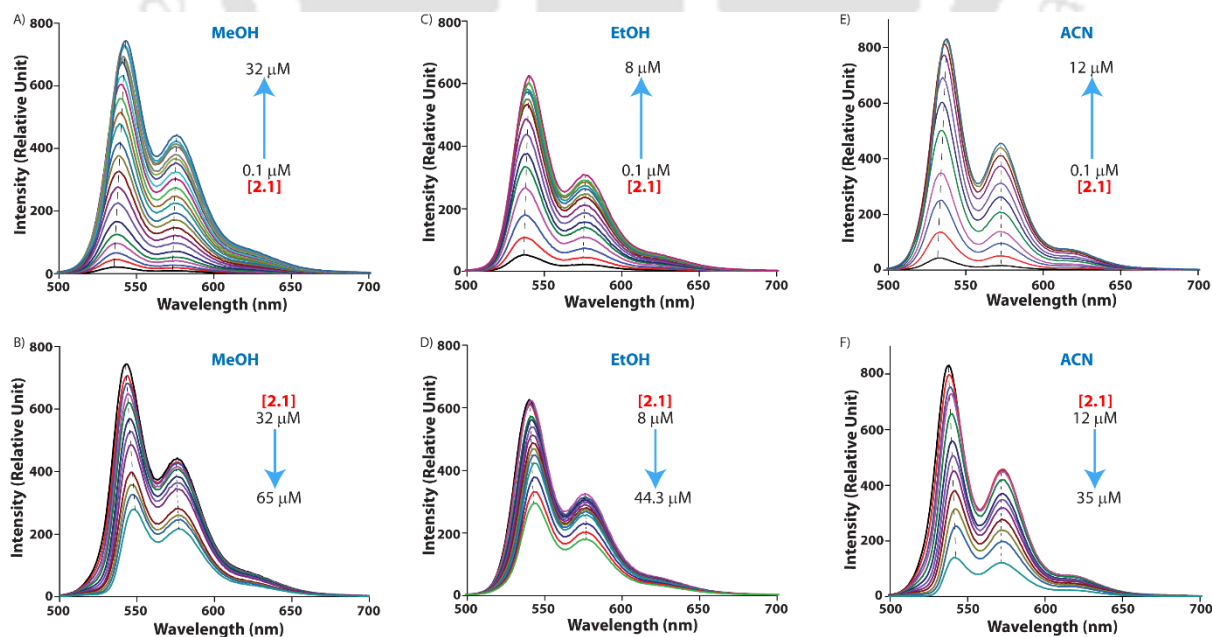 A)
MeOH
800
600
400
200
0
500
550
600
650
700
Intensity (Relative Unit)
Wavelength (nm)
32 μM
0.1 μM
[2.1]
C)
EtOH
800
600
400
200
0
500
550
600
650
700
Intensity (Relative Unit)
Wavelength (nm)
8 μM
0.1 μM
[2.1]
E)
ACN
800
600
400
200
0
500
550
600
650
700
Intensity (Relative Unit)
Wavelength (nm)
12 μM
0.1 μM
[2.1]
B)
MeOH
800
600
400
200
0
500
550
600
650
700
Intensity (Relative Unit)
Wavelength (nm)
[2.1]
32 μM
65 μM
D)
EtOH
800
600
400
200
0
500
550
600
650
700
Intensity (Relative Unit)
Wavelength (nm)
[2.1]
8 μM
44.3 μM
F)
ACN
800
600
400
200
0
500
550
600
650
700
Intensity (Relative Unit)
Wavelength (nm)
[2.1]
12 μM
35 μM